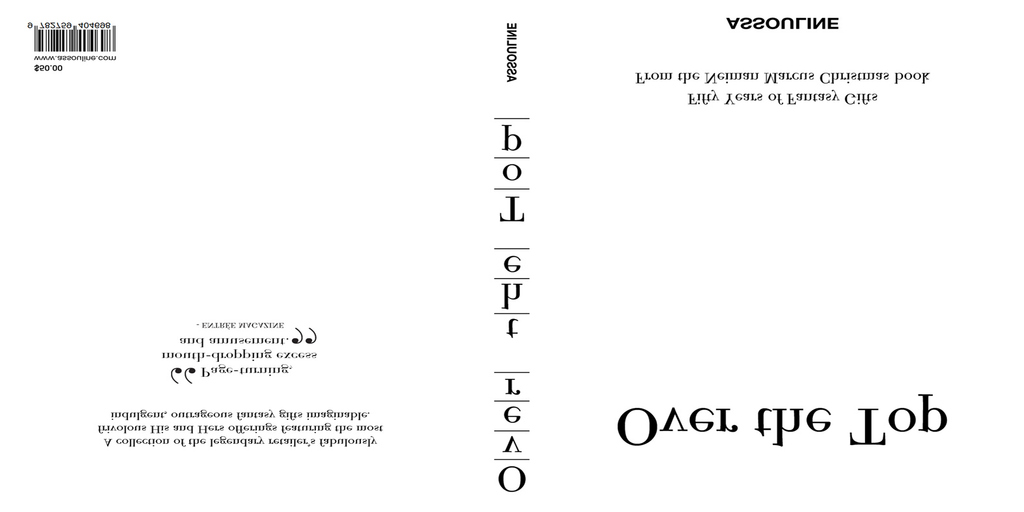 A collection of the legendary retailer's fabulously
frivolous His and Hers offerings featuring the most
indulgent, outrageous fantasy gifts imaginable.
“Page-turning,
mouth-dropping excess
and amusement.”
- ENTRÉE MAGAZINE
$50.00
www.assouline.com
9 782759 404698
Over the Top
ASSOULINE
Over the Top
Fifty Years of Fantasy Gifts
From the Neiman Marcus Christmas book
ASSOULINE